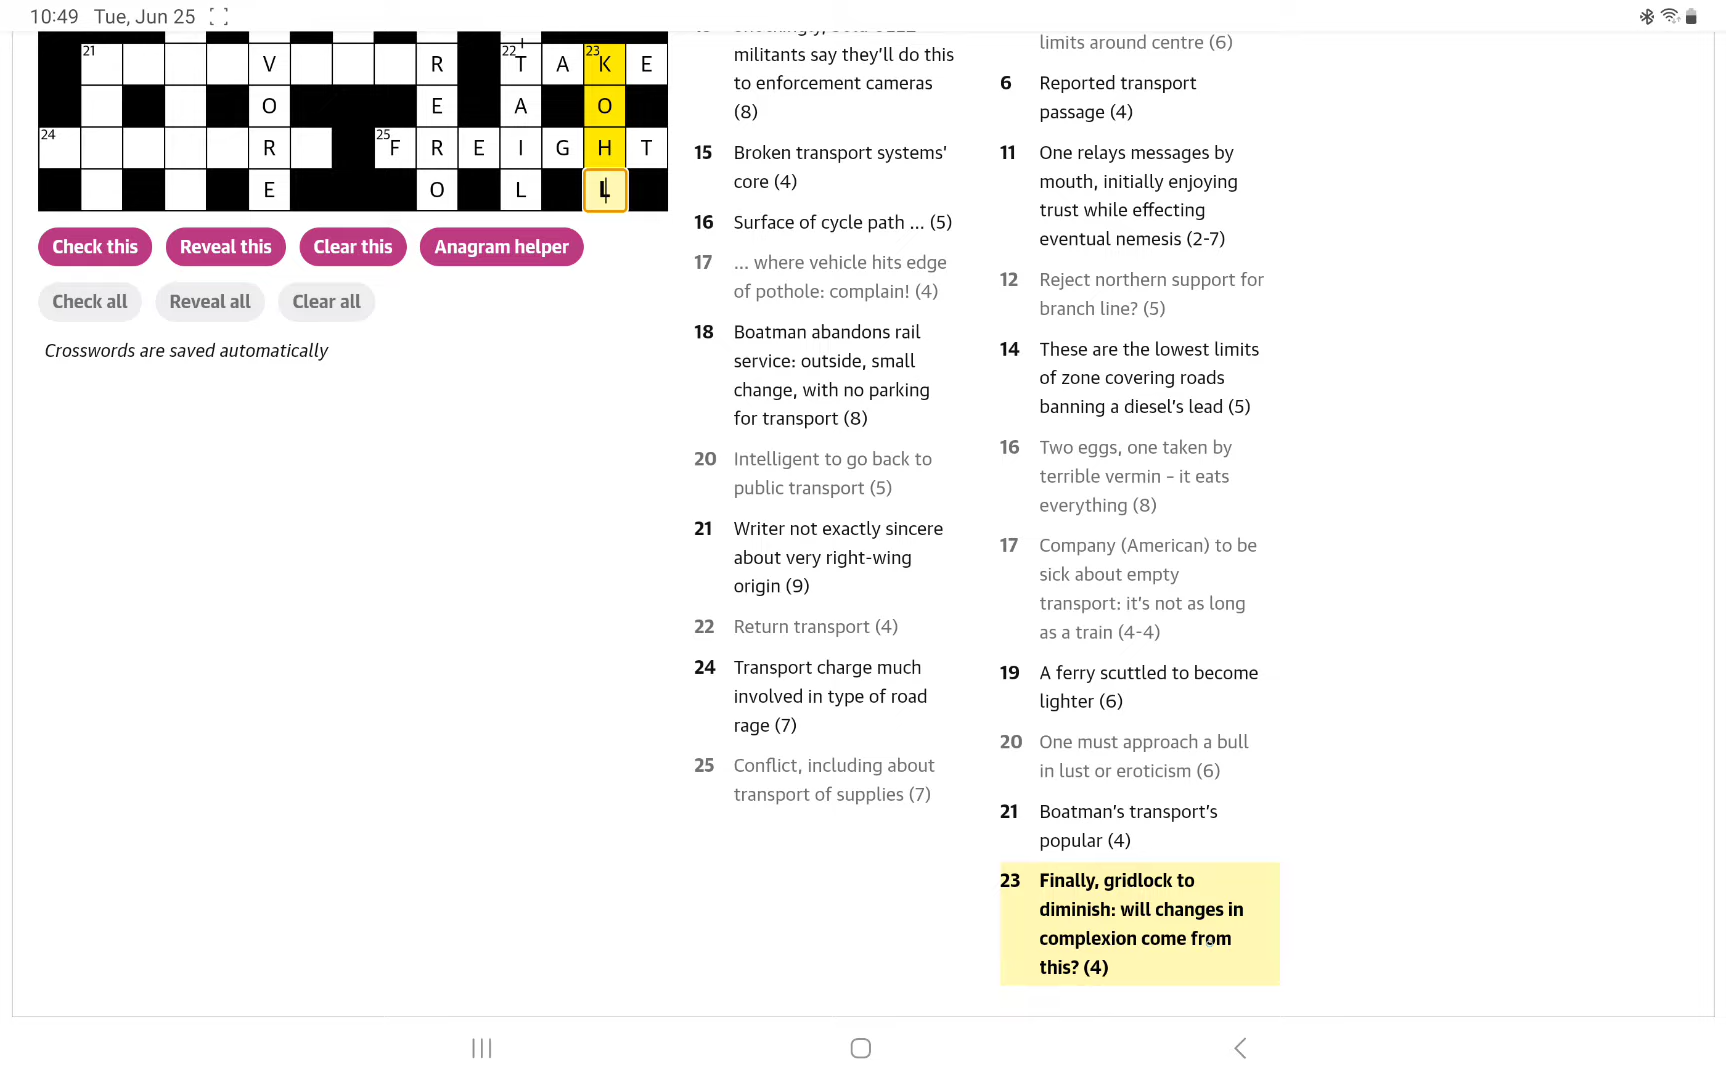 10:49 Tue, Jun 25
21 V R 22 T A 23 K E
O E A O
24 R 25 F R E I G H T
E O L L
Check this
Reveal this
Clear this
Anagram helper
Check all
Reveal all
Clear all
Crosswords are saved automatically
militants say they’ll do this
to enforcement cameras
(8)
15 Broken transport systems’
core (4)
16 Surface of cycle path ... (5)
17 ... where vehicle hits edge
of pothole: complain! (4)
18 Boatman abandons rail
service: outside, small
change, with no parking
for transport (8)
20 Intelligent to go back to
public transport (5)
21 Writer not exactly sincere
about very right-wing
origin (9)
22 Return transport (4)
24 Transport charge much
involved in type of road
rage (7)
25 Conflict, including about
transport of supplies (7)
limits around centre (6)
6 Reported transport
passage (4)
11 One relays messages by
mouth, initially enjoying
trust while effecting
eventual nemesis (2-7)
12 Reject northern support for
branch line? (5)
14 These are the lowest limits
of zone covering roads
banning a diesel’s lead (5)
16 Two eggs, one taken by
terrible vermin – it eats
everything (8)
17 Company (American) to be
sick about empty
transport: it’s not as long
as a train (4-4)
19 A ferry scuttled to become
lighter (6)
20 One must approach a bull
in lust or eroticism (6)
21 Boatman’s transport’s
popular (4)
23 Finally, gridlock to
diminish: will changes in
complexion come from
this? (4)